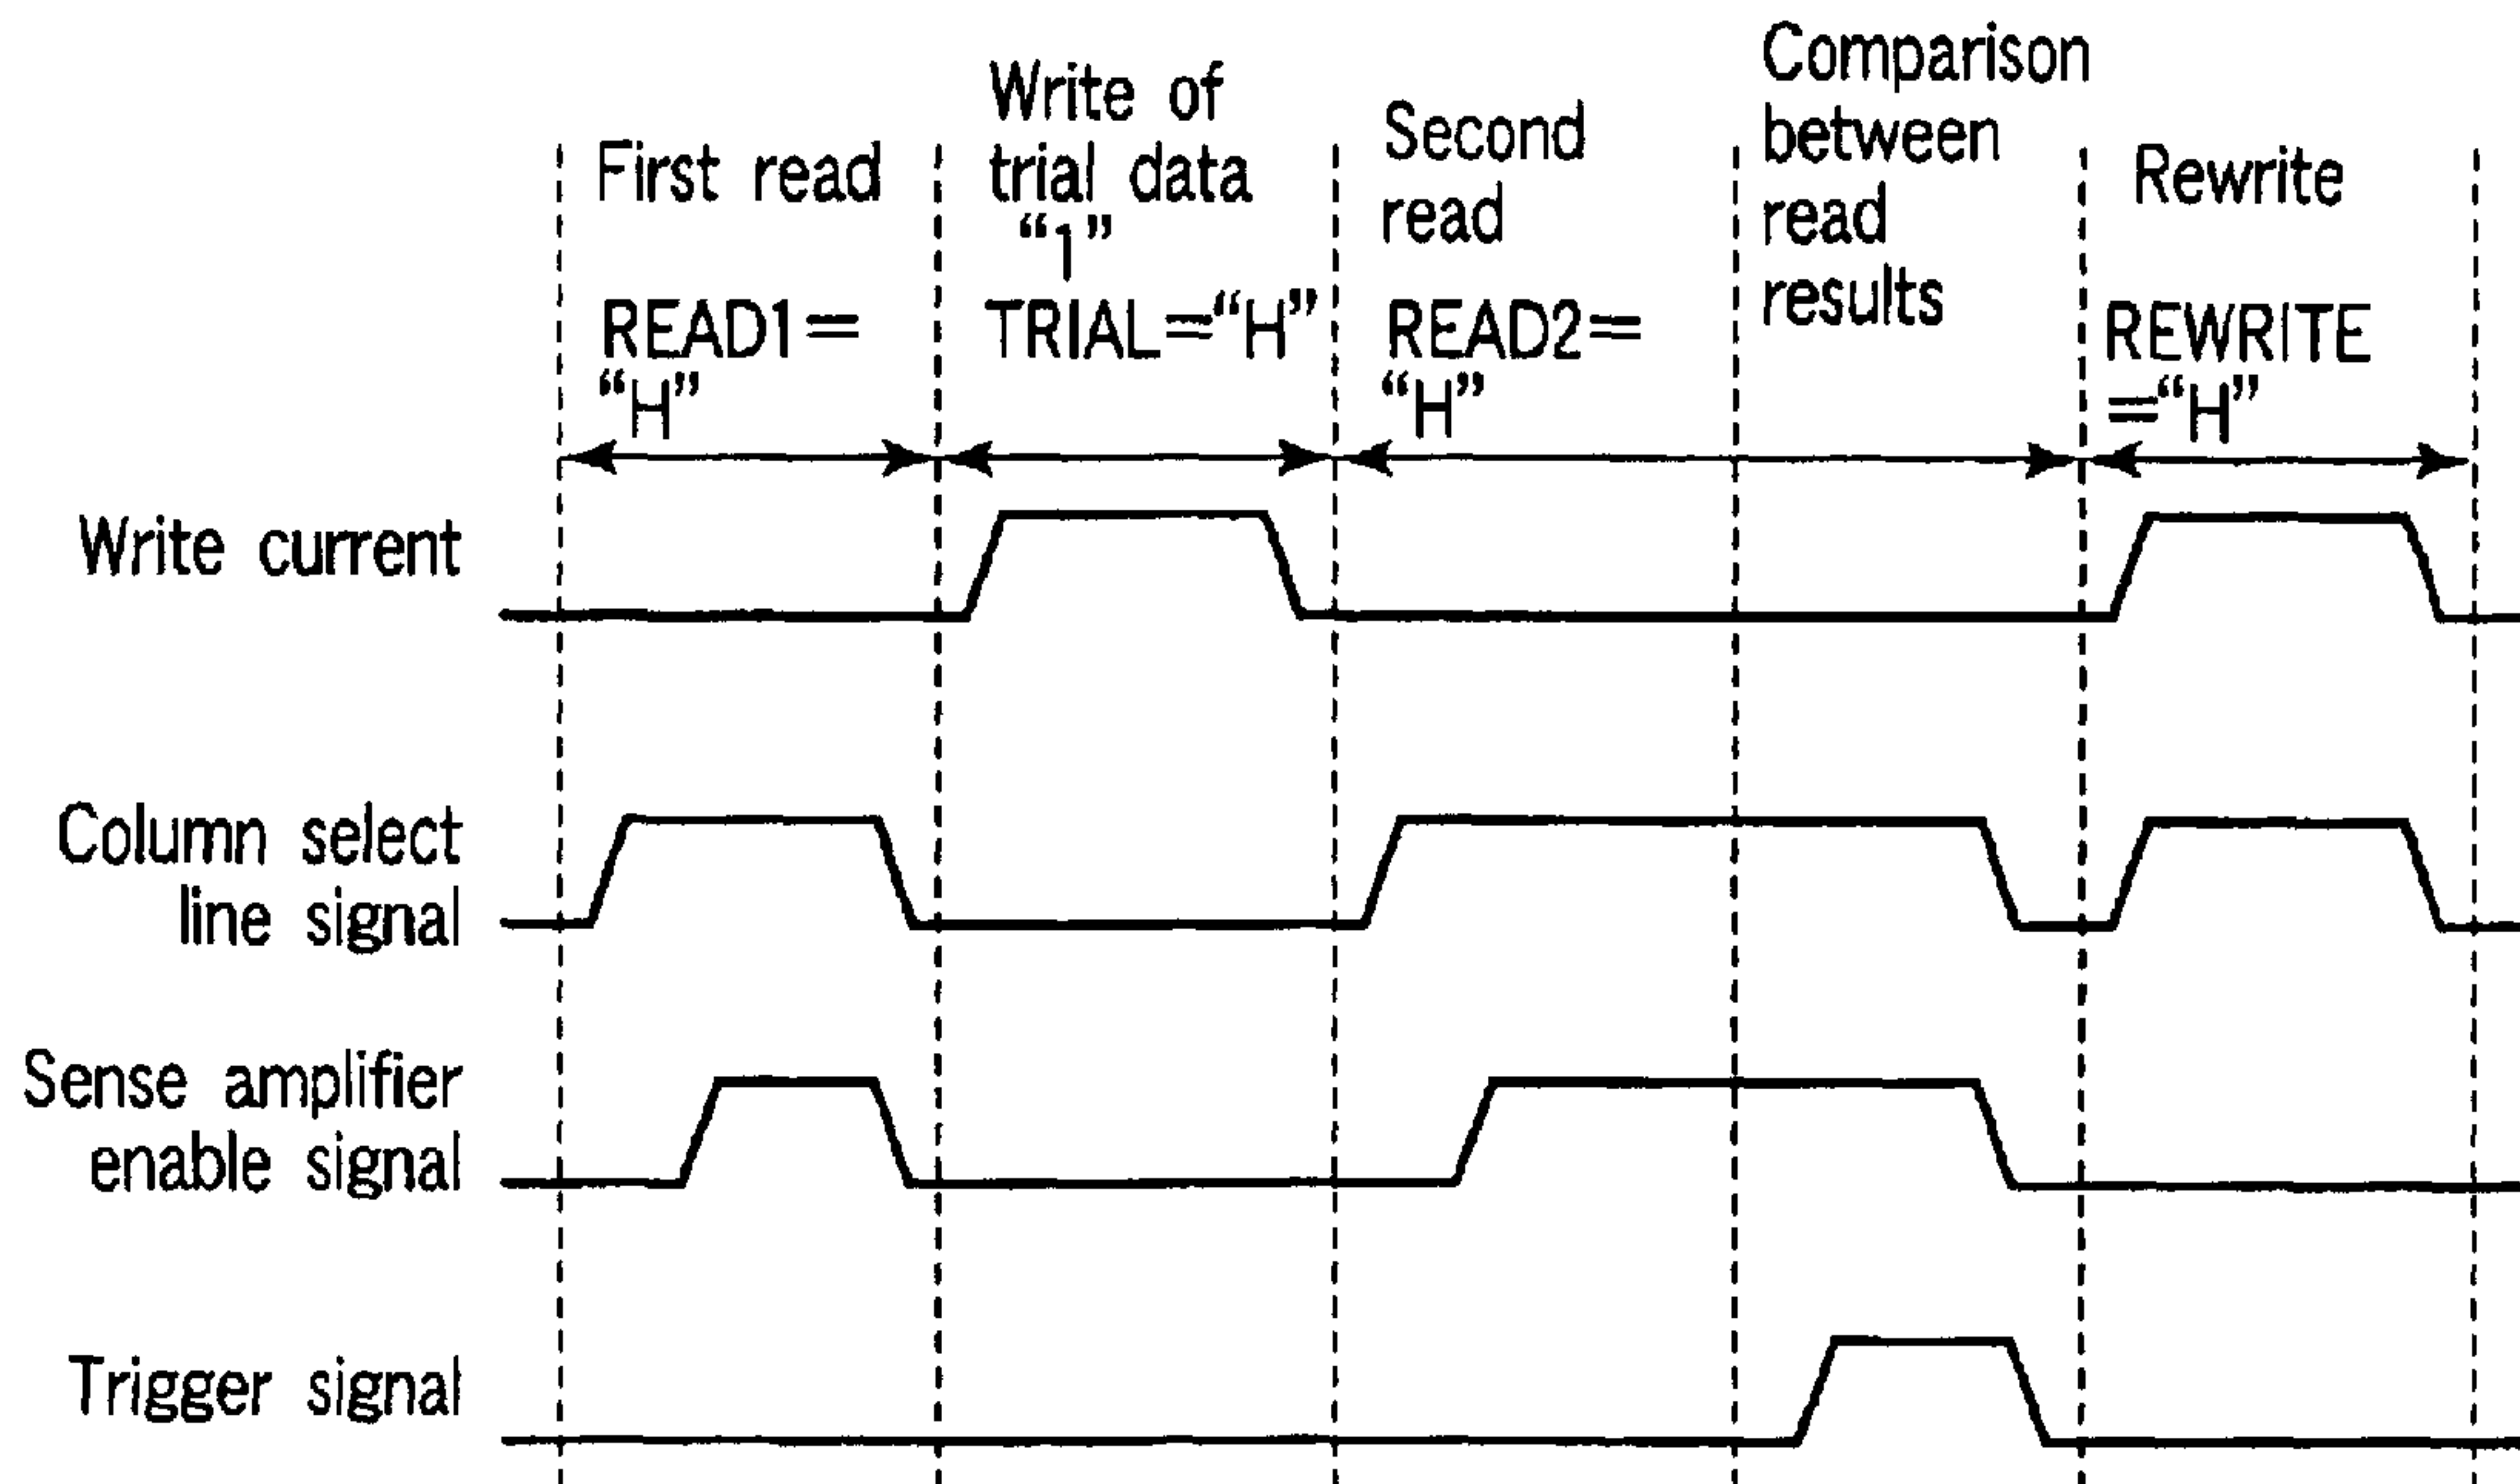 First read
READ1=
“H”
Write of
trial data
“1”
TRIAL=“H”
Second
read
READ2=
“H”
Comparison
between
read
results
Rewrite
REWRITE
=“H”
Write current
Column select
line signal
Sense amplifier
enable signal
Trigger signal